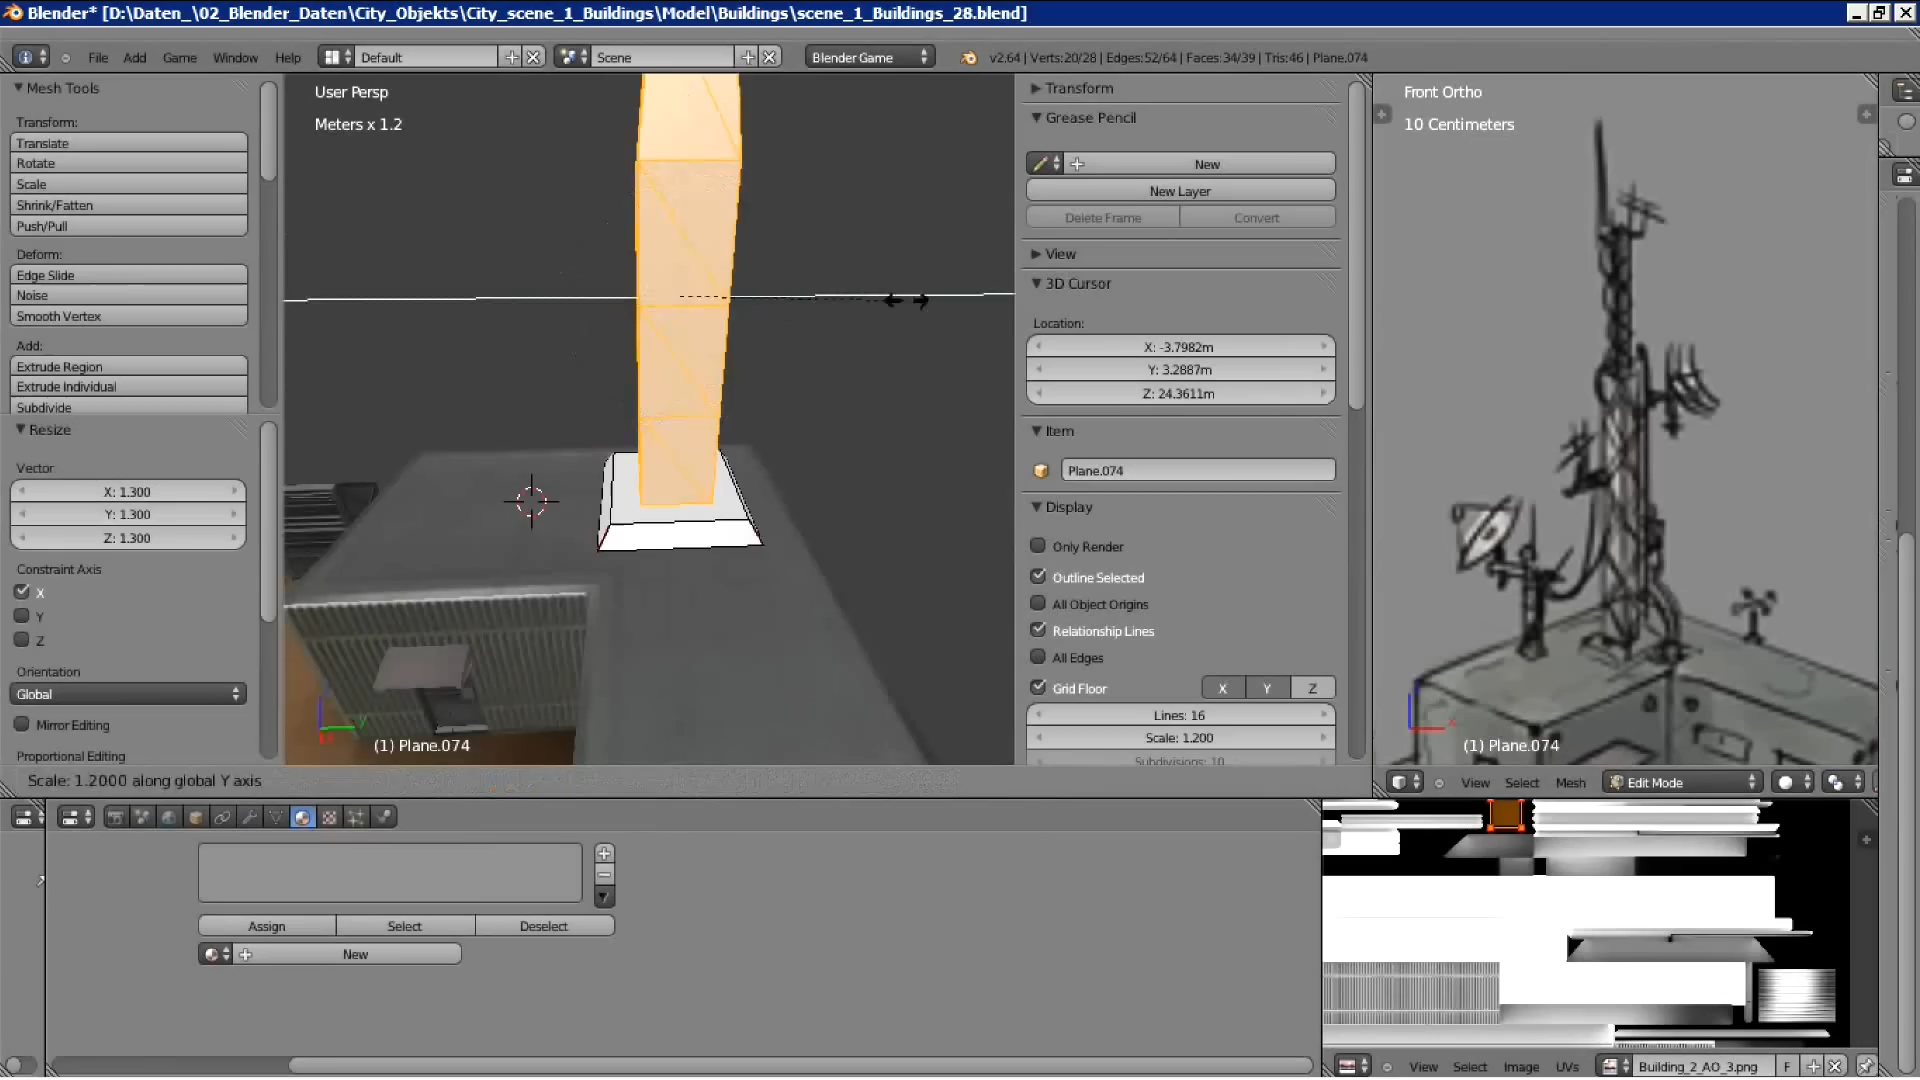 Blender* [D:\Daten_\02_Blender_Daten\City_Objekts\City_scene_1_Buildings\Model\Buildings\scene_1_Buildings_28.blend]
File Add Game Window Help Default Scene Blender Game v2.64 | Verts:20/28 | Edges:52/64 | Faces:34/39 | Tris:46 | Plane.074
Mesh Tools
Transform:
Translate
Rotate
Scale
Shrink/Fatten
Push/Pull
Deform:
Edge Slide
Noise
Smooth Vertex
Add:
Extrude Region
Extrude Individual
Subdivide
Resize
Vector
X: 1.300
Y: 1.300
Z: 1.300
Constraint Axis
X
Y
Z
Orientation
Global
Mirror Editing
Proportional Editing
User Persp
Meters x 1.2
(1) Plane.074
Scale: 1.2000 along global Y axis
Transform
Grease Pencil
New
New Layer
Delete Frame Convert
View
3D Cursor
Location:
X: -3.7982m
Y: 3.2887m
Z: 24.3611m
Item
Plane.074
Display
Only Render
Outline Selected
All Object Origins
Relationship Lines
All Edges
Grid Floor X Y Z
Lines: 16
Scale: 1.200
Subdivisions: 10
Front Ortho
10 Centimeters
(1) Plane.074
View Select Mesh Edit Mode
Assign Select Deselect
New
View Select Image UVs Building_2_AO_3.png F